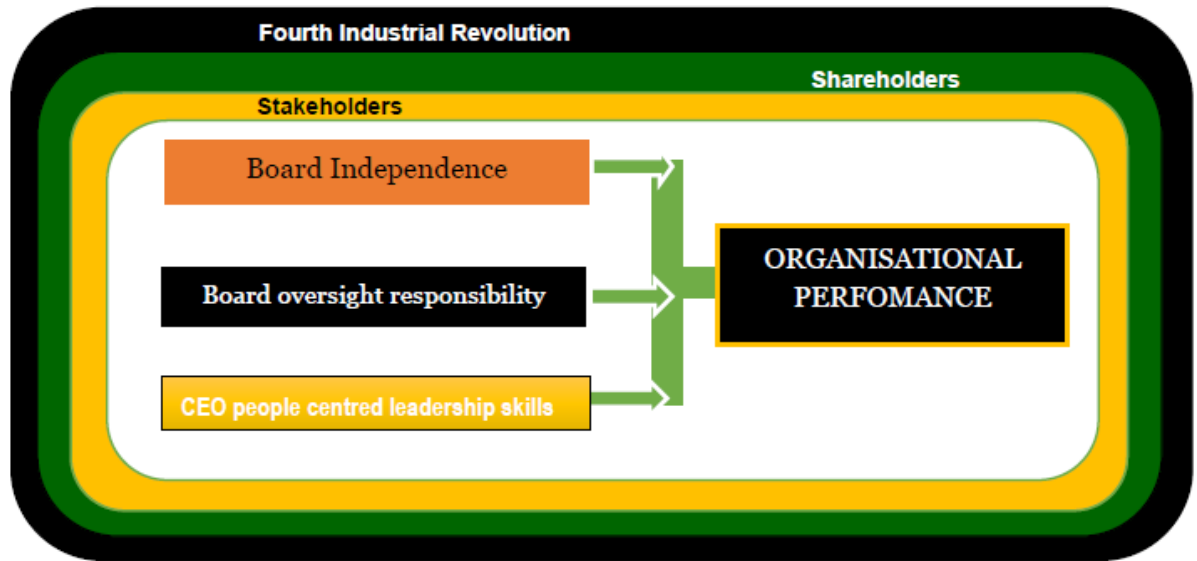 Fourth Industrial Revolution
Shareholders
Stakeholders
Board Independence
Board oversight responsibility
CEO people centred leadership skills
ORGANISATIONAL
PERFOMANCE